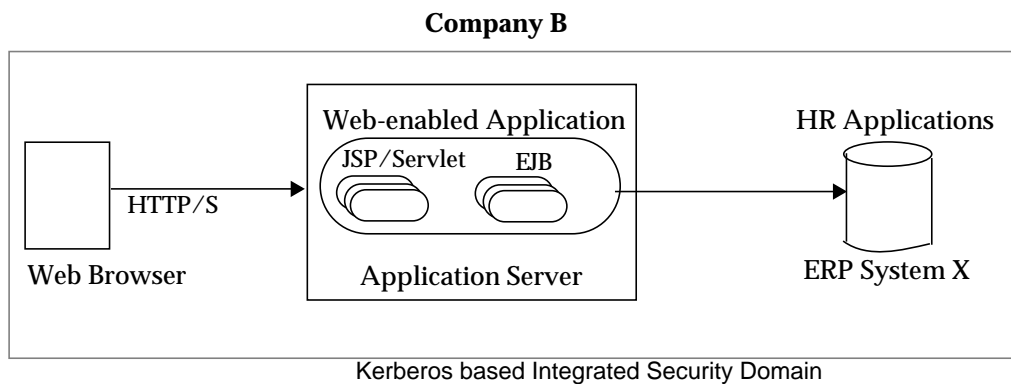 Company B
Web-enabled Application
HR Applications
JSP/Servlet
EJB
HTTP/S
Web Browser
Application Server
ERP System X
Kerberos based Integrated Security Domain